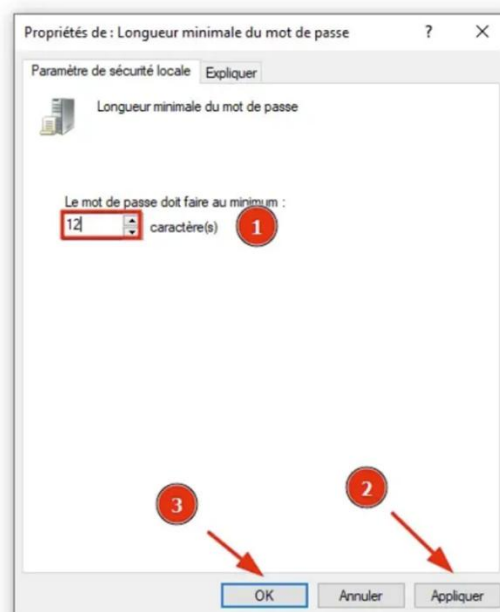 Propriétés de : Longueur minimale du mot de passe ? ×
Paramètre de sécurité locale Expliquer
Longueur minimale du mot de passe
Le mot de passe doit faire au minimum :
12 caractère(s) 1
3 2
OK Annuler Appliquer